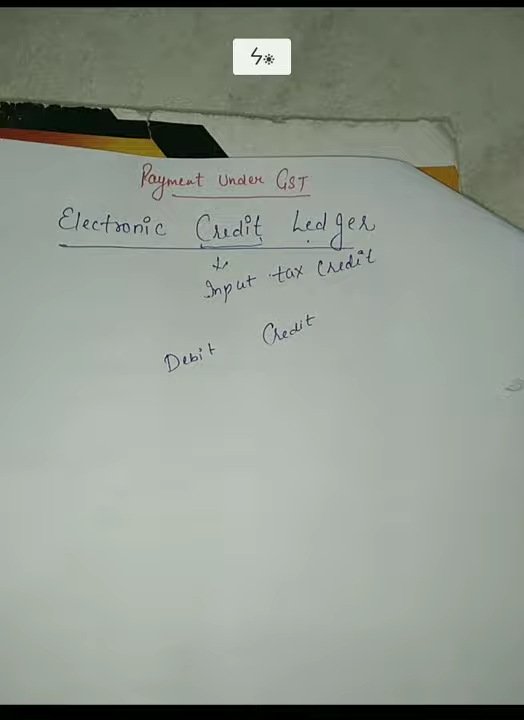 Payment Under GST
Electronic Credit Ledger
Input tax Credit
Debit Credit